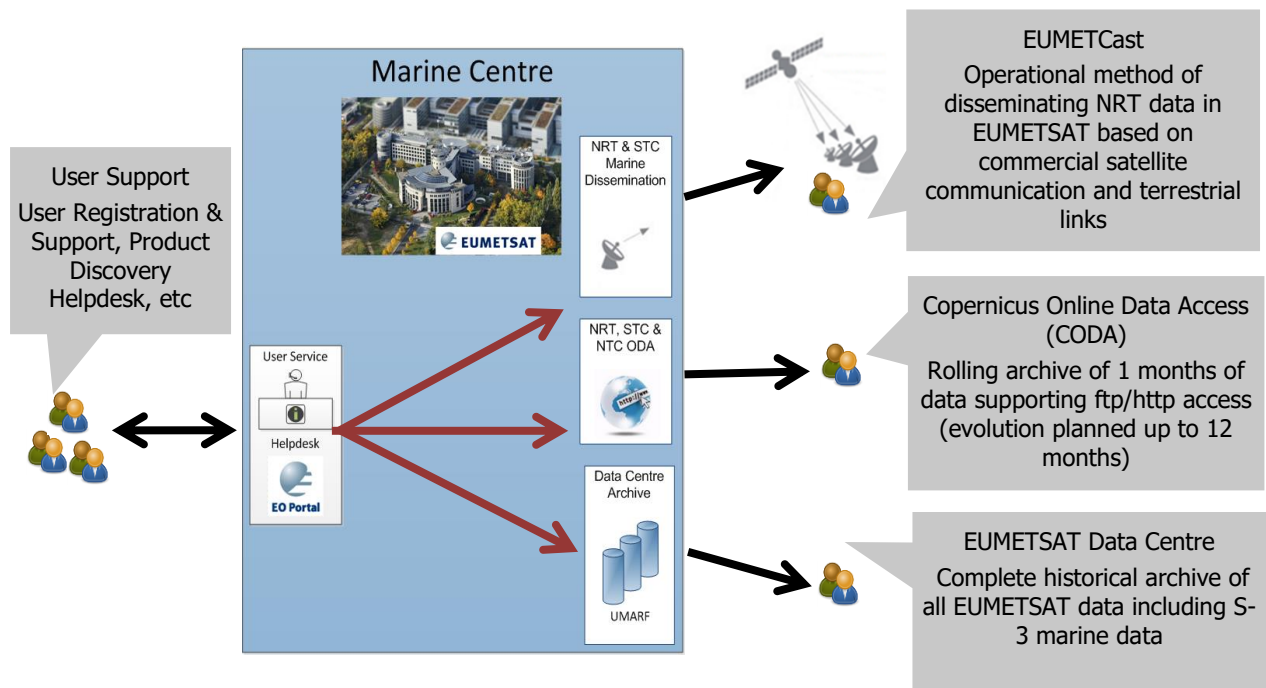 Marine Centre
EUMETSAT
User Support
User Registration &
Support, Product
Discovery
Helpdesk, etc
User Service
i
Helpdesk
EO Portal
NRT & STC
Marine
Dissemination
NRT, STC &
NTC ODA
Data Centre
Archive
UMARF
EUMETCast
Operational method of
disseminating NRT data in
EUMETSAT based on
commercial satellite
communication and terrestrial
links
Copernicus Online Data Access
(CODA)
Rolling archive of 1 months of
data supporting ftp/http access
(evolution planned up to 12
months)
EUMETSAT Data Centre
Complete historical archive of
all EUMETSAT data including S-
3 marine data